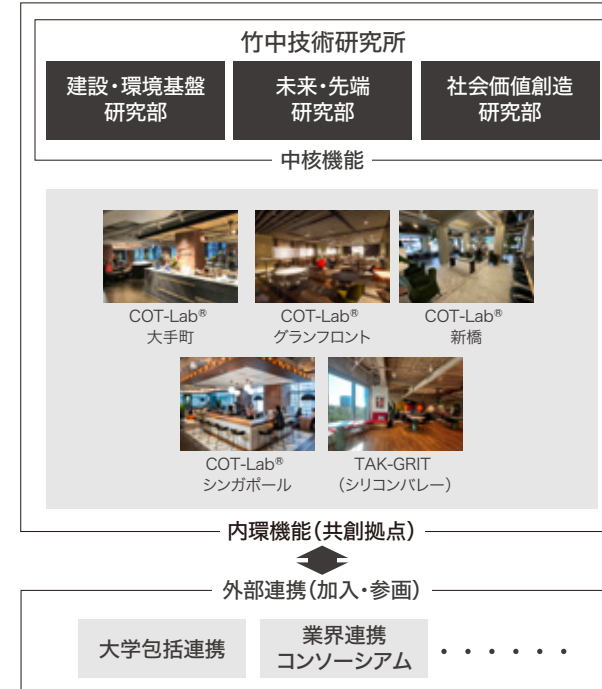 竹中技術研究所
建設・環境基盤
研究部
未来・先端
研究部
社会価値創造
研究部
中核機能
COT-Lab®
大手町
COT-Lab®
グランフロント
COT-Lab®
新橋
COT-Lab®
シンガポール
TAK-GRIT
（シリコンバレー）
内環機能（共創拠点）
外部連携（加入・参画）
大学包括連携
業界連携
コンソーシアム
・・・・・・